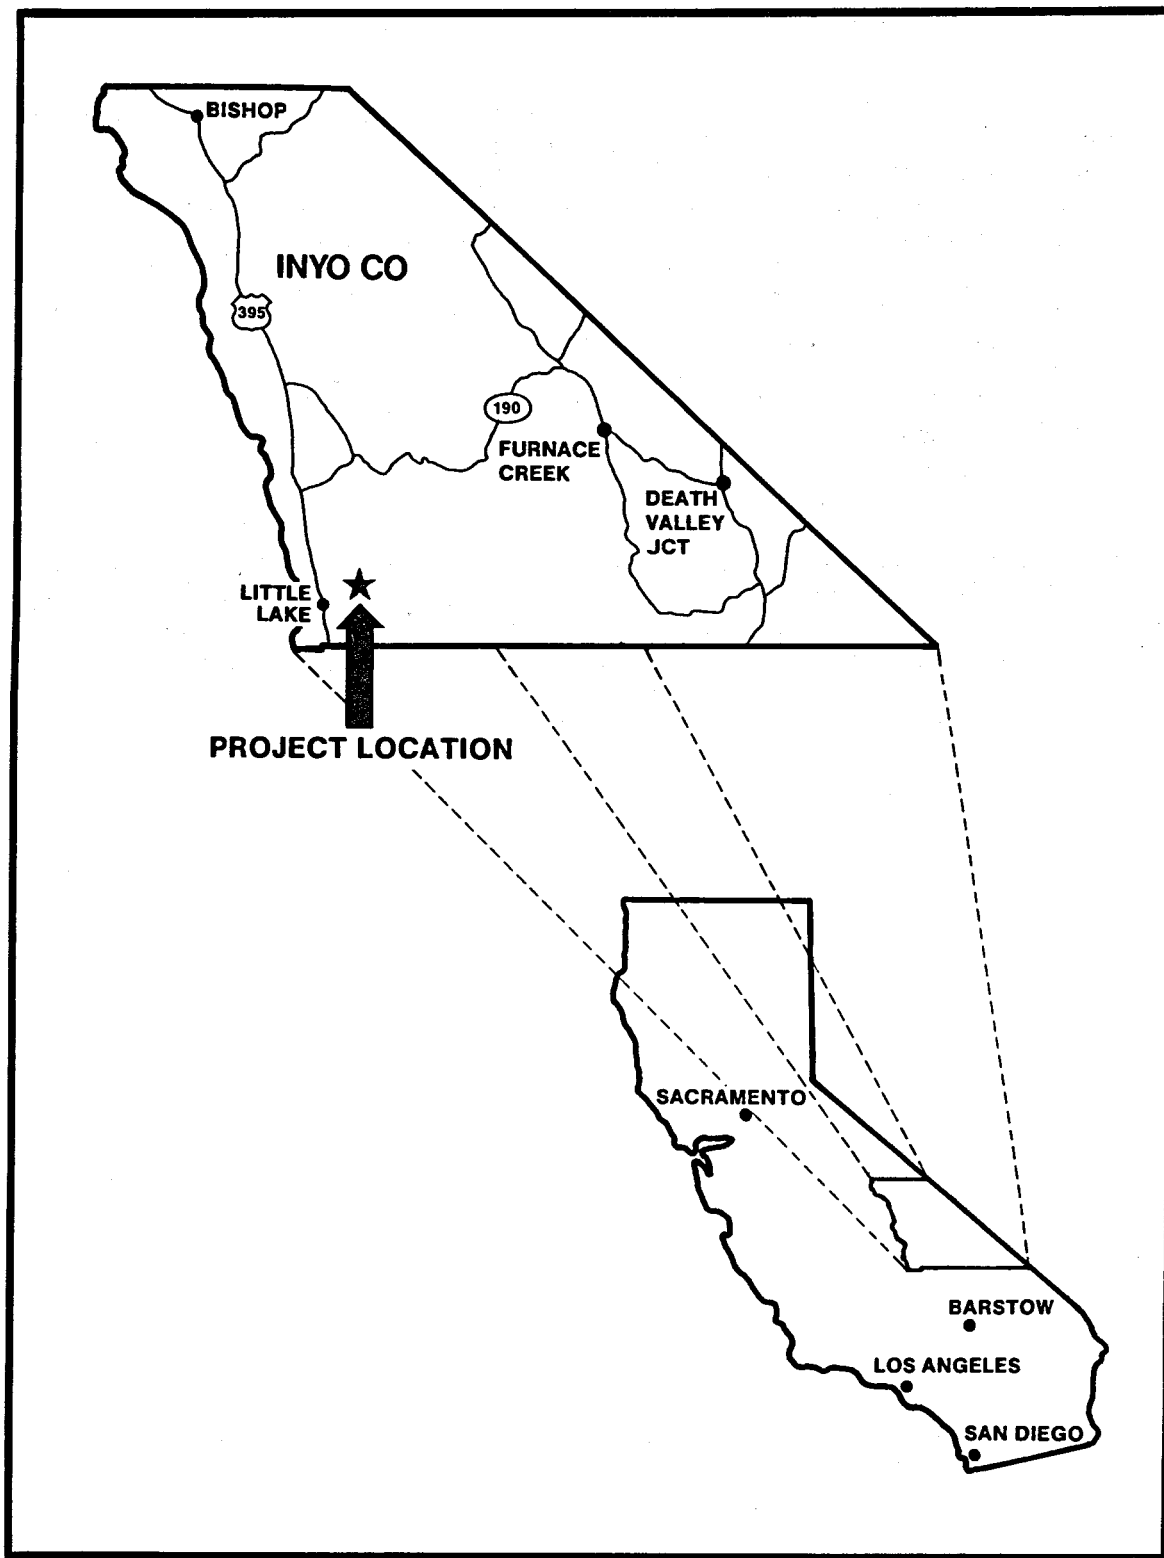 BISHOP
INYO CO
395
190
FURNACE
CREEK
DEATH
VALLEY
JCT
LITTLE
LAKE
PROJECT LOCATION
SACRAMENTO
BARSTOW
LOS ANGELES
SAN DIEGO